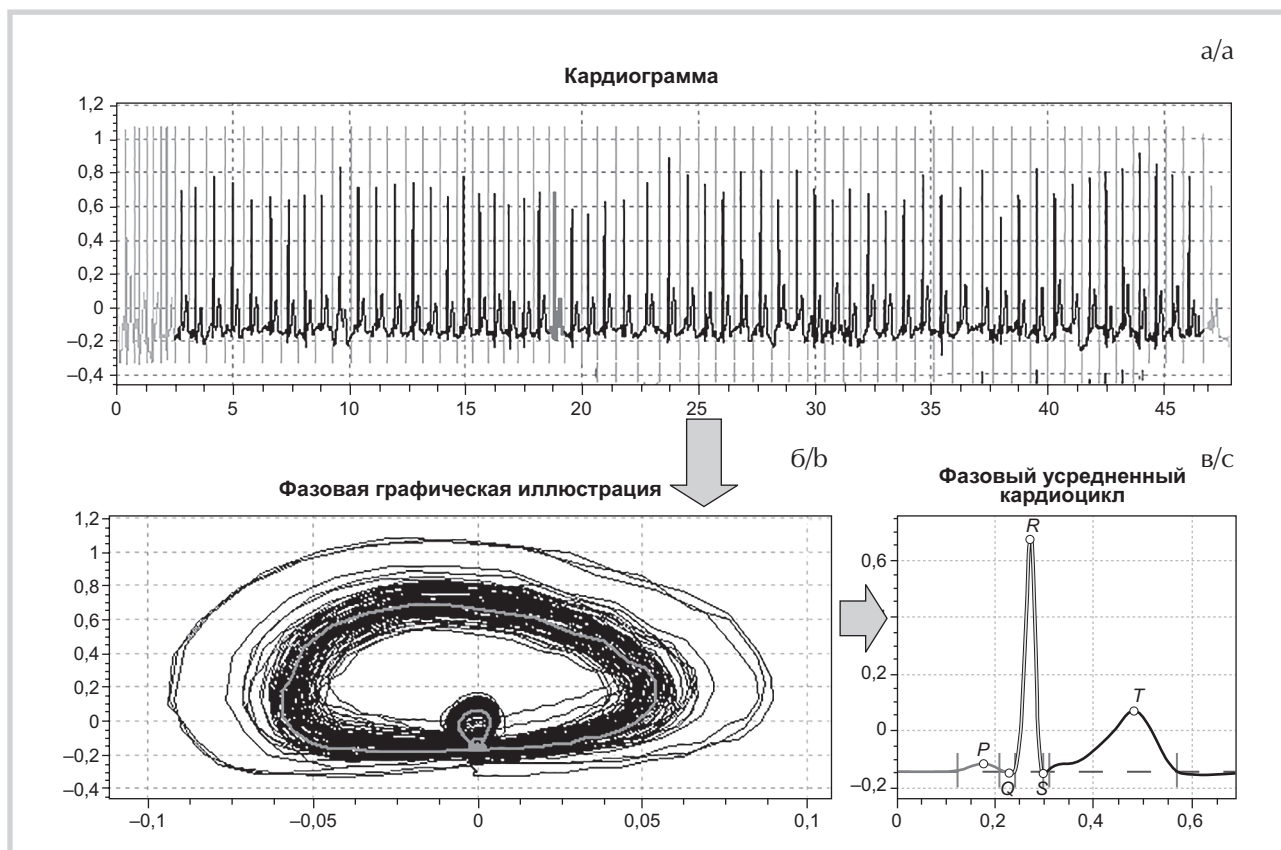 а/a
Кардиограмма
1,2
1
0,8
0,6
0,4
0,2
0
–0,2
–0,4
0 5 10 15 20 25 30 35 40 45
б/b
Фазовая графическая иллюстрация
1,2
1
0,8
0,6
0,4
0,2
0
–0,2
–0,4
–0,1 –0,05 0 0,05 0,1
в/c
Фазовый усредненный
кардиоцикл
R
0,6
0,2
T
0
P
–0,2
Q S
0 0,2 0,4 0,6